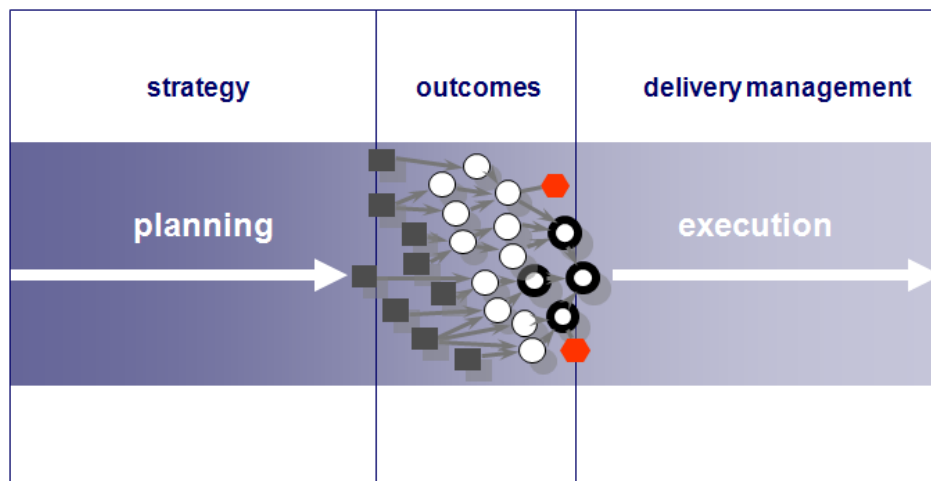 strategy
outcomes
delivery management
planning
execution